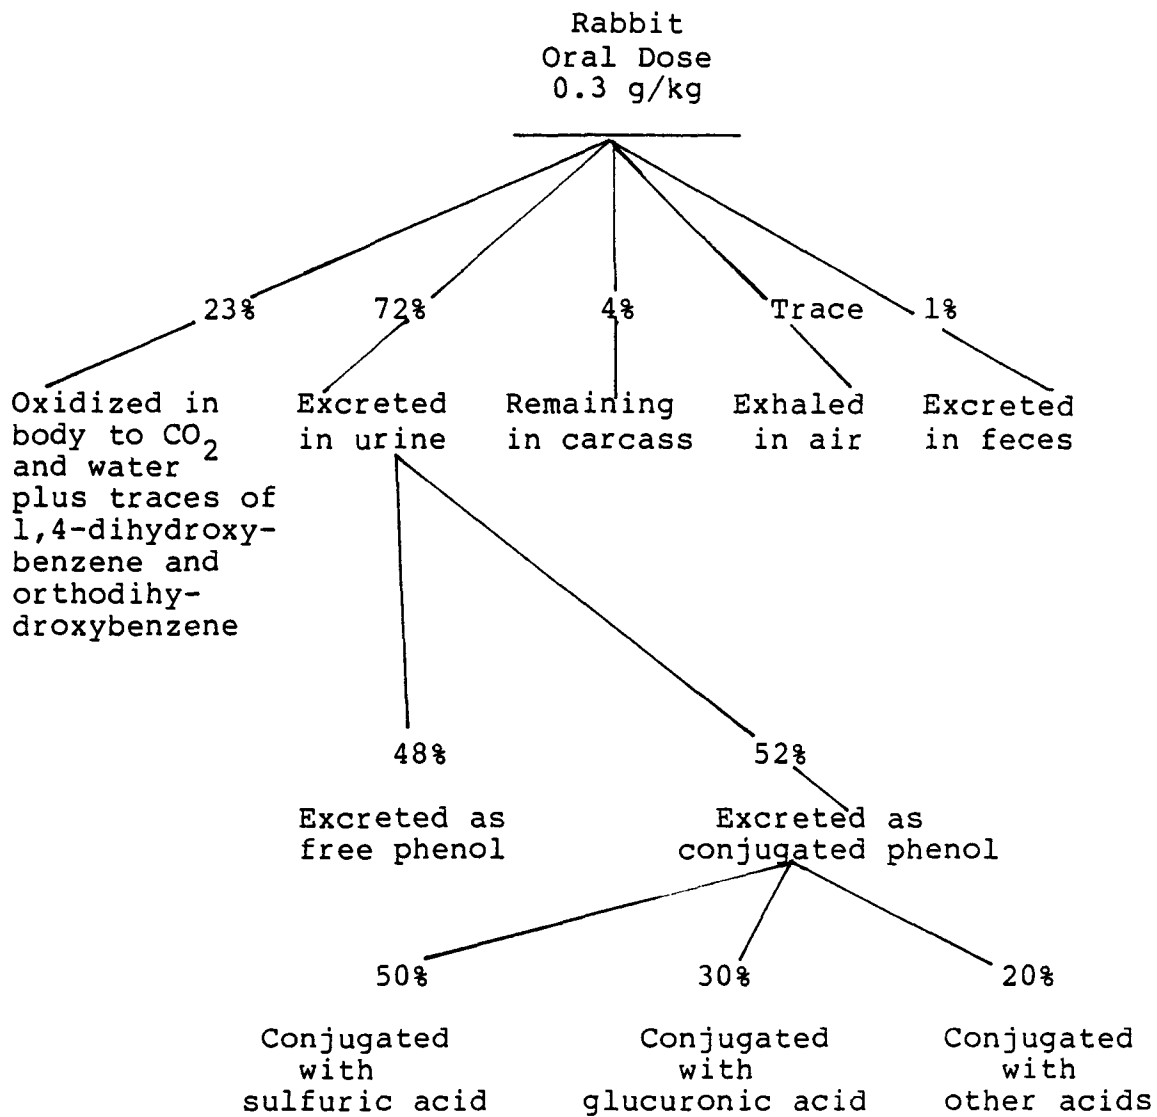 Rabbit
Oral Dose
0.3 g/kg
23%
72%
4%
Trace
1%
Oxidized in
body to CO2
and water
plus traces of
1,4-dihydroxy-
benzene and
orthodihy-
droxybenzene
Excreted
in urine
Remaining
in carcass
Exhaled
in air
Excreted
in feces
48%
52%
Excreted as
free phenol
Excreted as
conjugated phenol
50%
30%
20%
Conjugated
with
sulfuric acid
Conjugated
with
glucuronic acid
Conjugated
with
other acids